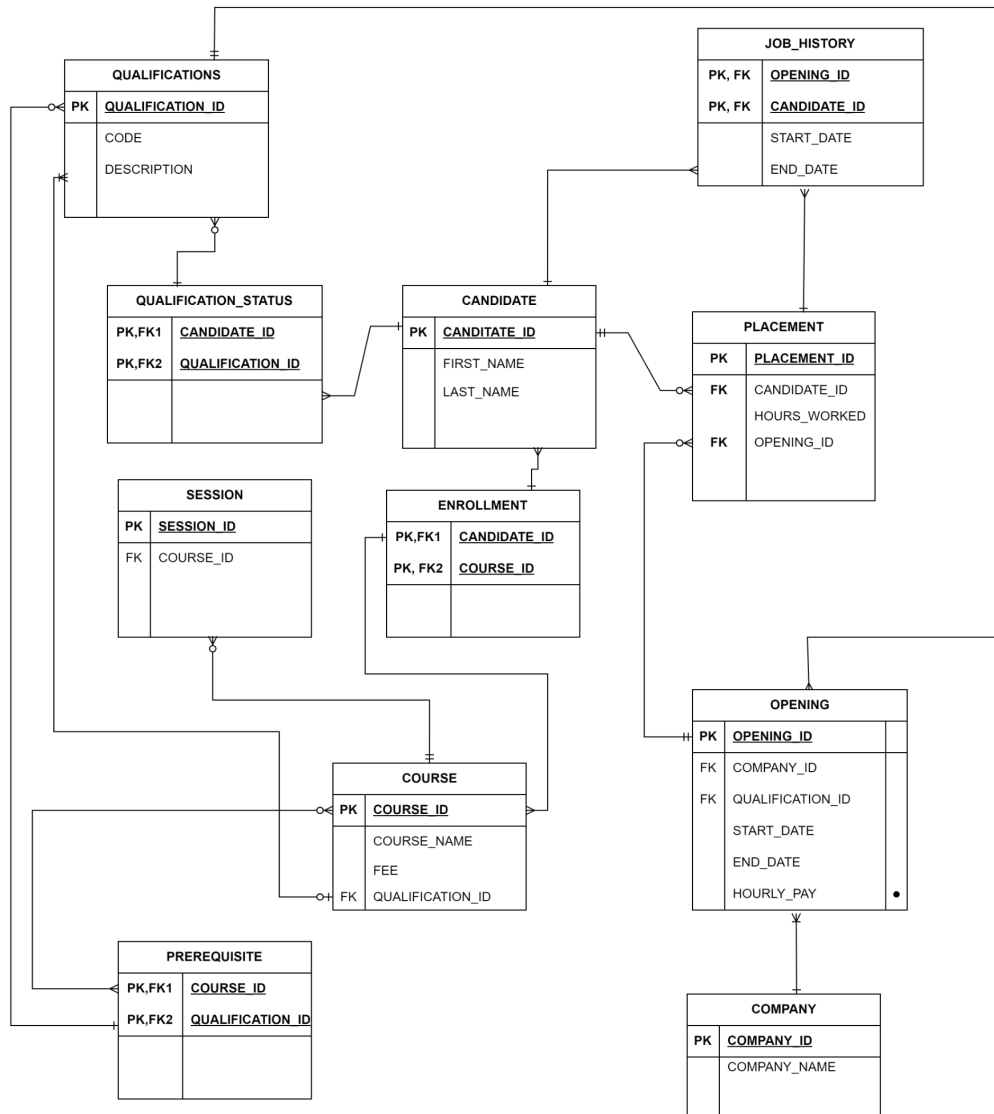 QUALIFICATIONS
PK QUALIFICATION_ID
CODE
DESCRIPTION
JOB_HISTORY
PK, FK OPENING_ID
PK, FK CANDIDATE_ID
START_DATE
END_DATE
QUALIFICATION_STATUS
PK,FK1 CANDIDATE_ID
PK,FK2 QUALIFICATION_ID
CANDIDATE
PK CANDITATE_ID
FIRST_NAME
LAST_NAME
PLACEMENT
PK PLACEMENT_ID
FK CANDIDATE_ID
HOURS_WORKED
FK OPENING_ID
SESSION
PK SESSION_ID
FK COURSE_ID
ENROLLMENT
PK,FK1 CANDIDATE_ID
PK, FK2 COURSE_ID
OPENING
PK OPENING_ID
FK COMPANY_ID
FK QUALIFICATION_ID
START_DATE
END_DATE
HOURLY_PAY
COURSE
PK COURSE_ID
COURSE_NAME
FEE
FK QUALIFICATION_ID
PREREQUISITE
PK,FK1 COURSE_ID
PK,FK2 QUALIFICATION_ID
COMPANY
PK COMPANY_ID
COMPANY_NAME